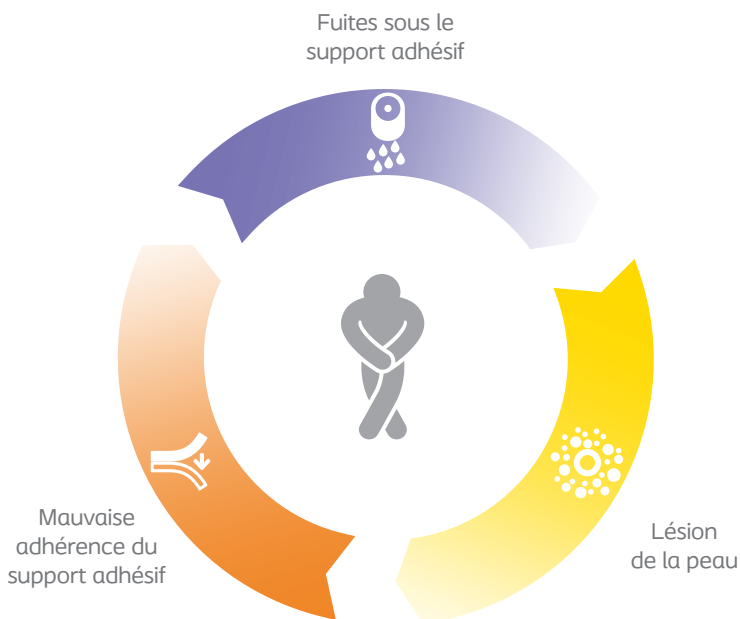 Fuites sous le
support adhésif
Mauvaise
adhérence du
support adhésif
Lésion
de la peau